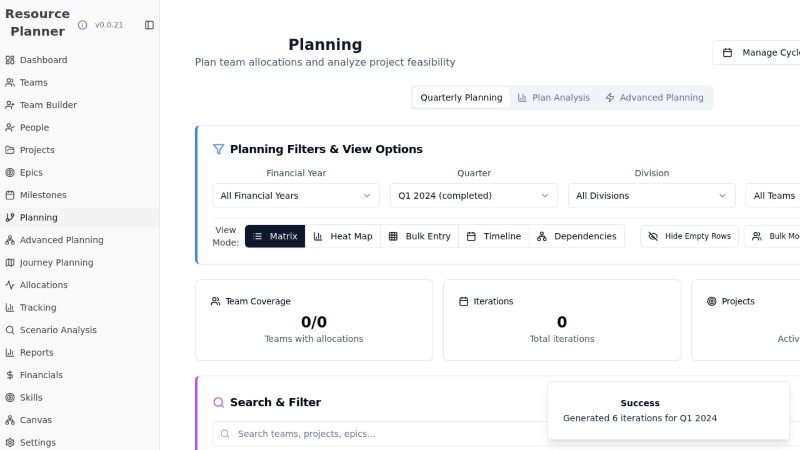 Resource
Planner
v0.0.21
Dashboard
Teams
Team Builder
People
Projects
Epics
Milestones
Planning
Advanced Planning
Journey Planning
Allocations
Tracking
Scenario Analysis
Reports
Financials
Skills
Canvas
Settings
Planning
Plan team allocations and analyze project feasibility
Manage Cycl
Quarterly Planning
Plan Analysis
Advanced Planning
Planning Filters & View Options
Financial Year
Quarter
Division
All Financial Years
Q1 2024 (completed)
All Divisions
All Teams
View
Mode:
Matrix
Heat Map
Bulk Entry
Timeline
Dependencies
Hide Empty Rows
Bulk Mo
Team Coverage
0/0
Teams with allocations
Iterations
0
Total iterations
Projects
Activ
Search & Filter
Search teams, projects, epics...
Success
Generated 6 iterations for Q1 2024